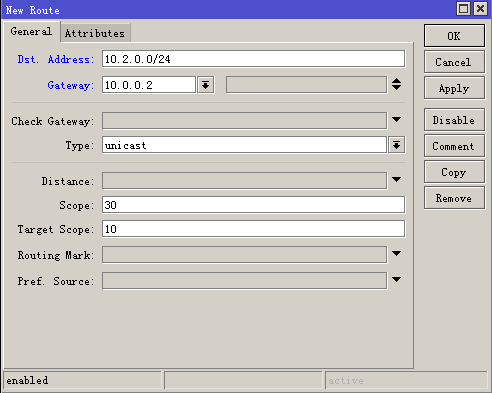 New Route
General Attributes
OK
Dst. Address: 10.2.0.0/24
Cancel
Gateway: 10.0.0.2
Apply
Check Gateway:
Disable
Type: unicast
Comment
Copy
Distance:
Remove
Scope: 30
Target Scope: 10
Routing Mark:
Pref. Source:
enabled active